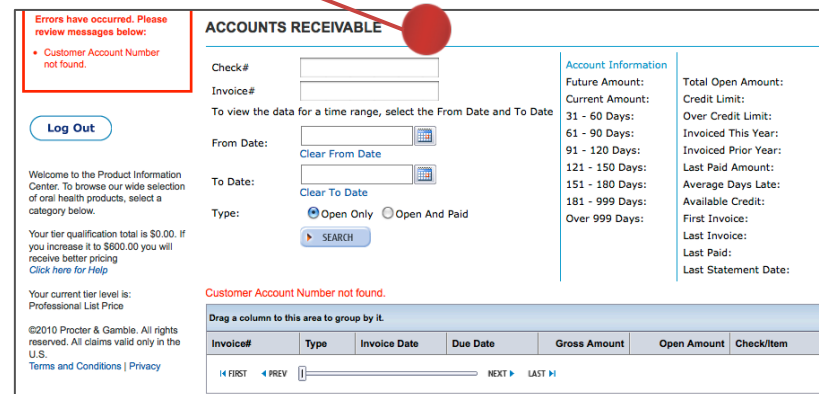 Errors have occurred. Please
review messages below:
• Customer Account Number
not found.
Log Out
Welcome to the Product Information
Center. To browse our wide selection
of oral health products, select a
category below.
Your tier qualification total is $0.00. If
you increase it to $600.00 you will
receive better pricing
Click here for Help
Your current tier level is:
Professional List Price
©2010 Procter & Gamble. All rights
reserved. All claims valid only in the
U.S.
Terms and Conditions | Privacy
ACCOUNTS RECEIVABLE
Check#
Invoice#
To view the data for a time range, select the From Date and To Date
From Date:
Clear From Date
To Date:
Clear To Date
Type: Open Only Open And Paid
SEARCH
Account Information
Future Amount:
Current Amount:
31 - 60 Days:
61 - 90 Days:
91 - 120 Days:
121 - 150 Days:
151 - 180 Days:
181 - 999 Days:
Over 999 Days:
Total Open Amount:
Credit Limit:
Over Credit Limit:
Invoiced This Year:
Invoiced Prior Year:
Last Paid Amount:
Average Days Late:
Available Credit:
First Invoice:
Last Invoice:
Last Paid:
Last Statement Date:
Customer Account Number not found.
Drag a column to this area to group by it.
Invoice# Type Invoice Date Due Date Gross Amount Open Amount Check/Item
FIRST PREV NEXT LAST